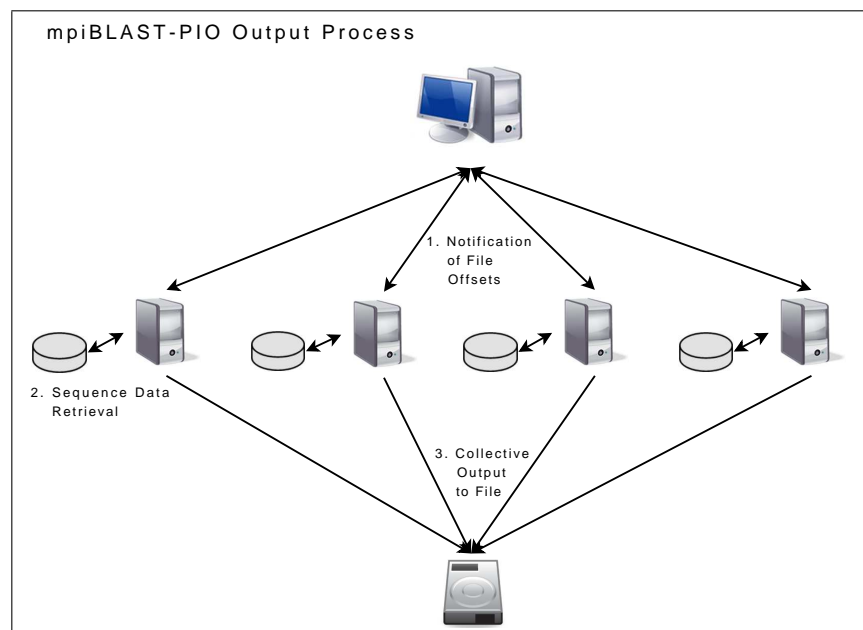 mpiBLAST-PIO Output Process
1. Notification
of File
Offsets
2. Sequence Data
Retrieval
3. Collective
Output
to File